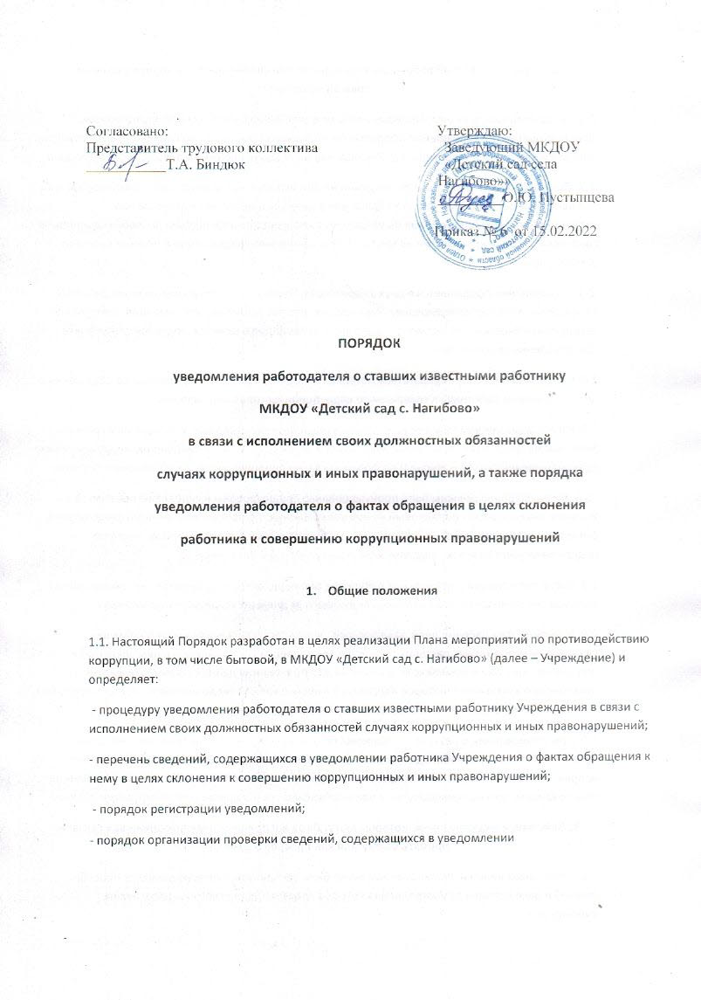 Согласовано:
Представитель трудового коллектива
Т.А. Биндюк
Утверждаю:
Заведующий МКДОУ
«Детский сад села
Нагибово»
О.Ю. Пустынцева
Приказ № 6 от 15.02.2022
ПОРЯДОК
уведомления работодателя о ставших известными работнику
МКДОУ «Детский сад с. Нагибово»
в связи с исполнением своих должностных обязанностей
случаях коррупционных и иных правонарушений, а также порядка
уведомления работодателя о фактах обращения в целях склонения
работника к совершению коррупционных правонарушений
1. Общие положения
1.1. Настоящий Порядок разработан в целях реализации Плана мероприятий по противодействию
коррупции, в том числе бытовой, в МКДОУ «Детский сад с. Нагибово» (далее – Учреждение) и
определяет:
- процедуру уведомления работодателя о ставших известными работнику Учреждения в связи с
исполнением своих должностных обязанностей случаях коррупционных и иных правонарушений;
- перечень сведений, содержащихся в уведомлении работника Учреждения о фактах обращения к
нему в целях склонения к совершению коррупционных и иных правонарушений;
- порядок регистрации уведомлений;
- порядок организации проверки сведений, содержащихся в уведомлении